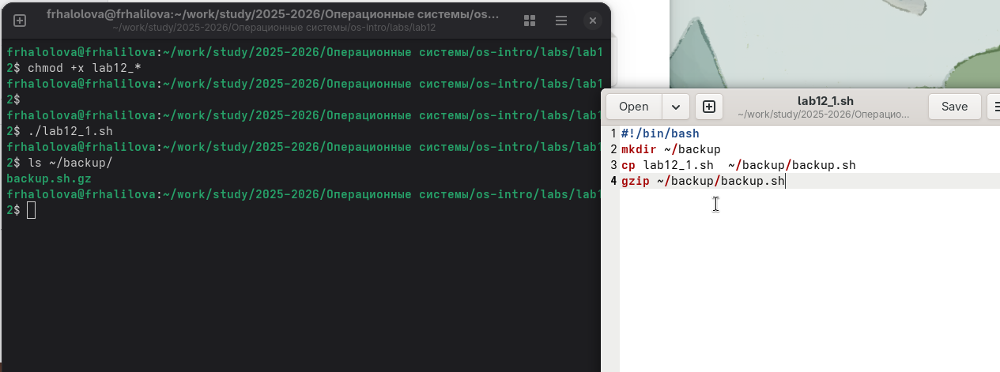 frhalolova@frhalilova:~/work/study/2025-2026/Операционные системы/os…
~/work/study/2025-2026/Операционные системы/os-intro/labs/lab12
frhalolova@frhalilova:~/work/study/2025-2026/Операционные системы/os-intro/labs/lab1
2$ chmod +x lab12_*
frhalolova@frhalilova:~/work/study/2025-2026/Операционные системы/os-intro/labs/lab1
2$
frhalolova@frhalilova:~/work/study/2025-2026/Операционные системы/os-intro/labs/lab1
2$ ./lab12_1.sh
frhalolova@frhalilova:~/work/study/2025-2026/Операционные системы/os-intro/labs/lab1
2$ ls ~/backup/
backup.sh.gz
frhalolova@frhalilova:~/work/study/2025-2026/Операционные системы/os-intro/labs/lab1
2$
Open
lab12_1.sh
~/work/study/2025-2026/Операцио…
Save
1 #!/bin/bash
2 mkdir ~/backup
3 cp lab12_1.sh  ~/backup/backup.sh
4 gzip ~/backup/backup.sh